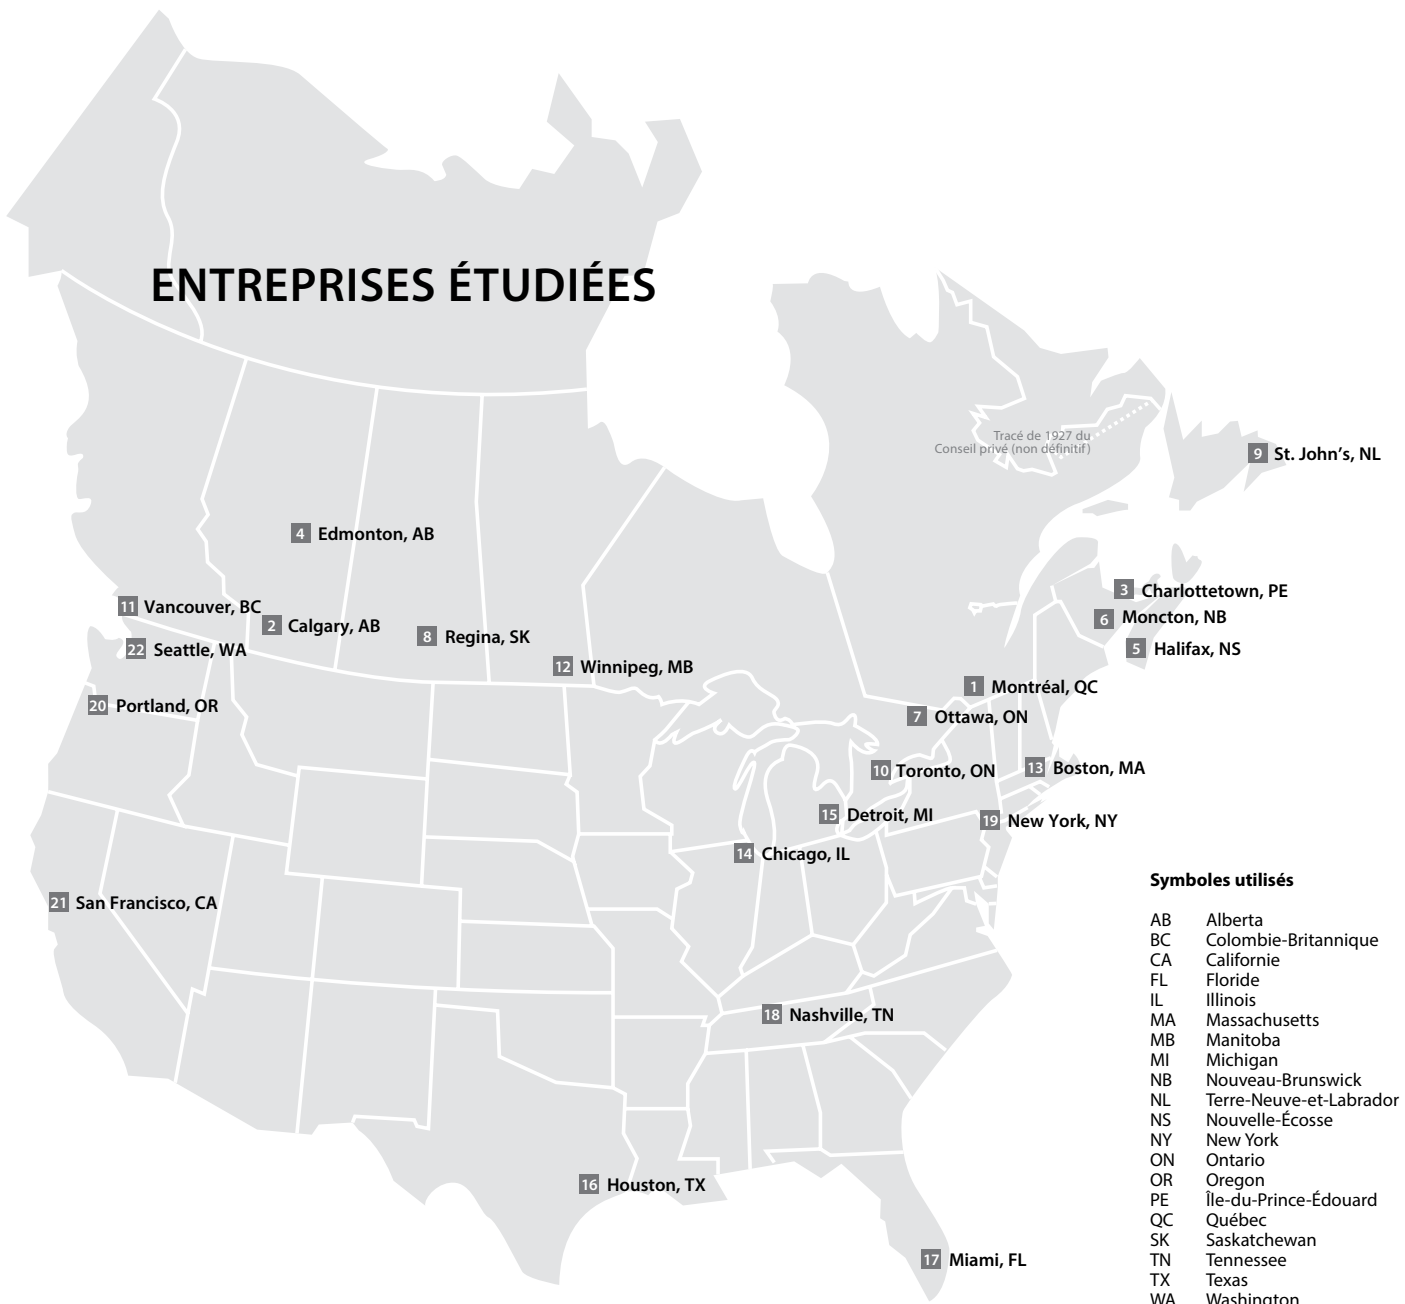 ENTREPRISES ÉTUDIÉES
Tracé de 1927 du
Conseil privé (non définitif)
9 St. John's, NL
4 Edmonton, AB
3 Charlottetown, PE
11 Vancouver, BC
6 Moncton, NB
2 Calgary, AB
8 Regina, SK
22 Seattle, WA
5 Halifax, NS
12 Winnipeg, MB
1 Montréal, QC
20 Portland, OR
7 Ottawa, ON
10 Toronto, ON
13 Boston, MA
15 Detroit, MI
19 New York, NY
14 Chicago, IL
21 San Francisco, CA
18 Nashville, TN
16 Houston, TX
17 Miami, FL
Symboles utilisés
AB Alberta
BC Colombie-Britannique
CA Californie
FL Floride
IL Illinois
MA Massachusetts
MB Manitoba
MI Michigan
NB Nouveau-Brunswick
NL Terre-Neuve-et-Labrador
NS Nouvelle-Écosse
NY New York
ON Ontario
OR Oregon
PE Île-du-Prince-Édouard
QC Québec
SK Saskatchewan
TN Tennessee
TX Texas
WA Washington